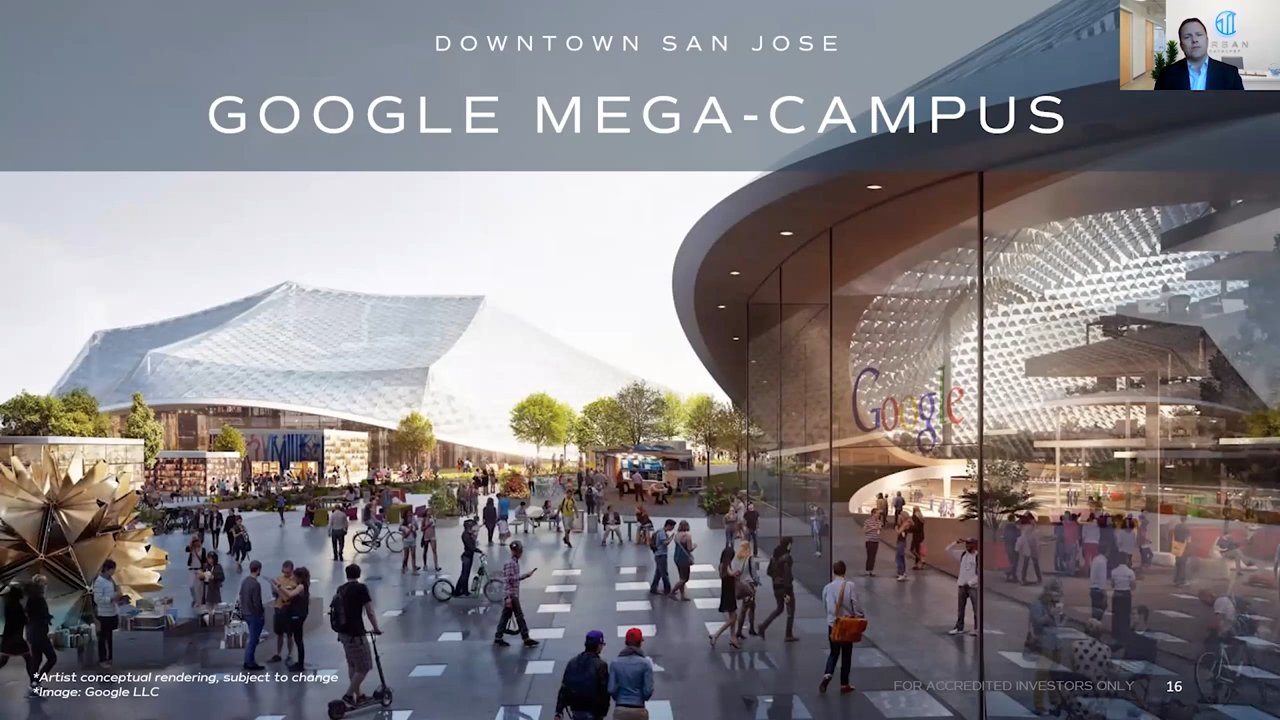 DOWNTOWN SAN JOSE
GOOGLE MEGA-CAMPUS
Google
*Artist conceptual rendering, subject to change
*Image: Google LLC
FOR ACCREDITED INVESTORS ONLY
16